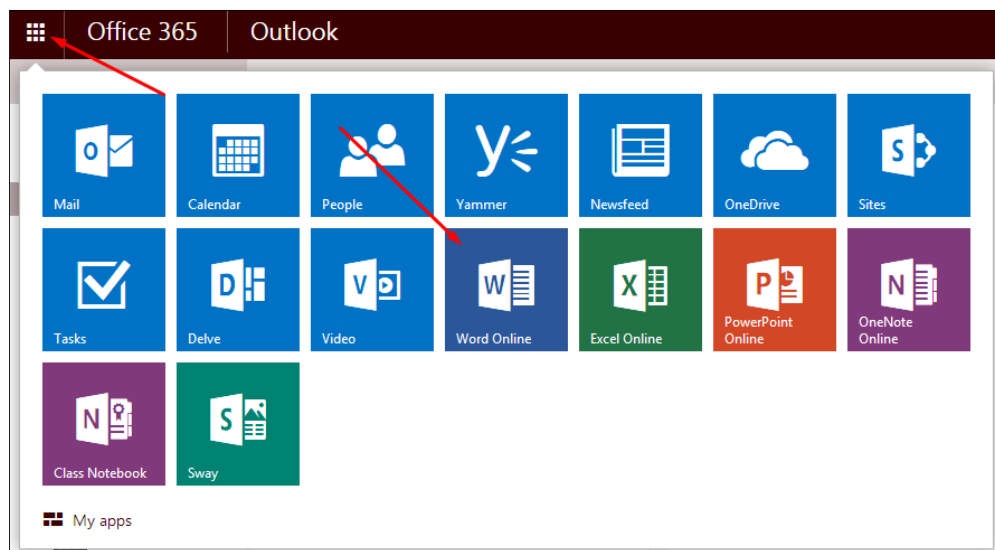 Office 365 Outlook
Mail Calendar People Yammer Newsfeed OneDrive Sites
Tasks Delve Video Word Online Excel Online PowerPoint Online OneNote Online
Class Notebook Sway
My apps